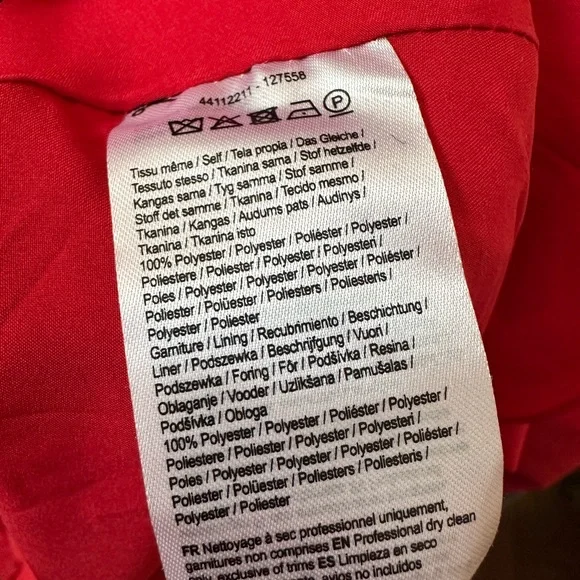 44112211 - 127558
P
Tissu même / Self / Tela propia / Das Gleiche /
Tessuto stesso / Tkanina sama / Stof hetzelfde /
Kangas sama / Tyg samma / Stof samme /
Stoff det samme / Tkanina / Tecido mesmo /
Tkanina / Kangas / Audums pats / Audinys /
Tkanina / Tkanina isto
100% Polyester / Polyester / Poliéster / Polyester /
Poliestere / Poliester / Polyester / Polyesteri /
Poles / Polyester / Polyester / Polyester / Poliéster /
Poliester / Polüester / Poliesters / Poliesteris /
Polyester / Poliester
Garniture / Lining / Recubrimiento / Beschichtung /
Liner / Podszewka / Beschrijfgung / Vuori /
Podszewka / Foring / Fôr / Podšívka / Resina /
Oblaganje / Vooder / Uzlikšana / Pamušalas /
Podšívka / Obloga
100% Polyester / Polyester / Poliéster / Polyester /
Poliestere / Poliester / Polyester / Polyesteri /
Poles / Polyester / Polyester / Polyester / Poliéster /
Poliester / Polüester / Poliesters / Poliesteris /
Polyester / Poliester
FR Nettoyage à sec professionnel uniquement,
garnitures non comprises EN Professional dry clean
only, exclusive of trims ES Limpieza en seco
avíos no incluidos